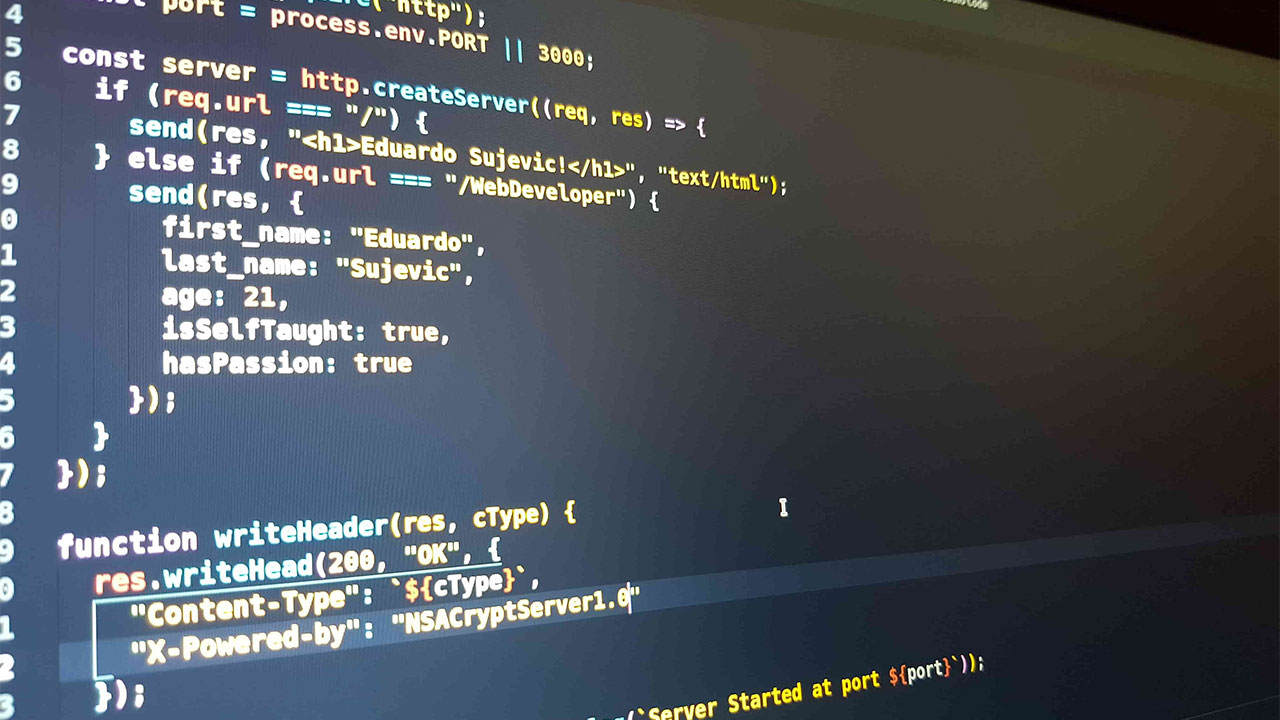 4 port = process.env.PORT || 3000;
5 const server = http.createServer((req, res) => {
6 if (req.url === "/") {
7 send(res, "<h1>Eduardo Sujevic!</h1>", "text/html");
8 } else if (req.url === "/WebDeveloper") {
9 send(res, {
0 first_name: "Eduardo",
1 last_name: "Sujevic",
2 age: 21,
3 isSelfTaught: true,
4 hasPassion: true
5 });
6 }
7 });
8
9 function writeHeader(res, cType) {
0 res.writeHead(200, "OK", {
1 "Content-Type": `${cType}`,
2 "X-Powered-by": "NSACryptServer1.0"
3 });
`Server Started at port ${port}`));